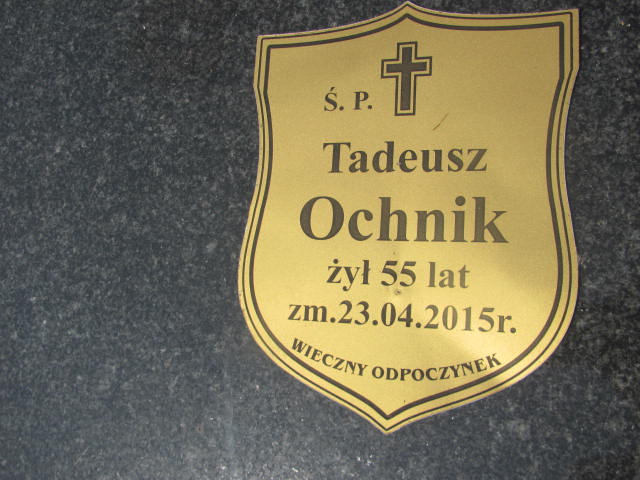 Ś. P.
Tadeusz
Ochnik
żył 55 lat
zm.23.04.2015r.
WIECZNY ODPOCZYNEK